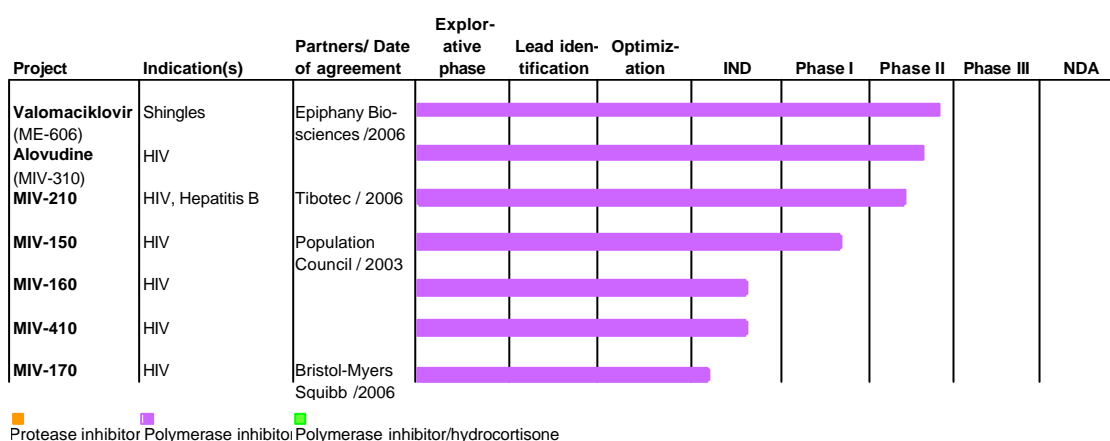 Project Indication(s) Partners/ Date of agreement Explor-ative phase Lead iden-tification Optimiz-ation IND Phase I Phase II Phase III NDA
Valomaciklovir Shingles Epiphany Bio-
(ME-606) sciences /2006
Alovudine HIV
(MIV-310)
MIV-210 HIV, Hepatitis B Tibotec / 2006
MIV-150 HIV Population
Council / 2003
MIV-160 HIV
MIV-410 HIV
MIV-170 HIV Bristol-Myers
Squibb /2006
Protease inhibitor Polymerase inhibitor Polymerase inhibitor/hydrocortisone